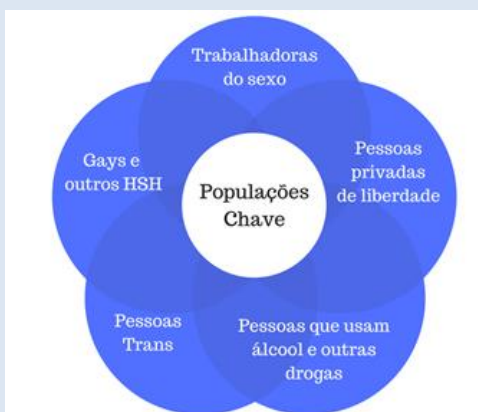 Trabalhadoras
do sexo
Gays e
outros HSH
Pessoas
privadas
de liberdade
Populações
Chave
Pessoas
Trans
Pessoas que usam
álcool e outras
drogas